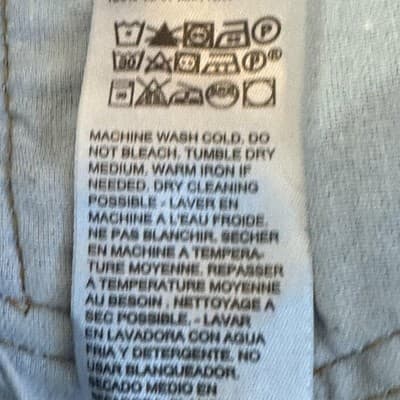 MACHINE WASH COLD, DO
NOT BLEACH, TUMBLE DRY
MEDIUM, WARM IRON IF
NEEDED, DRY CLEANING
POSSIBLE - LAVER EN
MACHINE A L'EAU FROIDE,
NE PAS BLANCHIR, SECHER
EN MACHINE A TEMPERA-
TURE MOYENNE, REPASSER
A TEMPERATURE MOYENNE
AU BESOIN , NETTOYAGE A
SEC POSSIBLE, - LAVAR
EN LAVADORA CON AGUA
FRIA Y DETERGENTE, NO
USAR BLANQUEADOR,
SECADO MEDIO EN